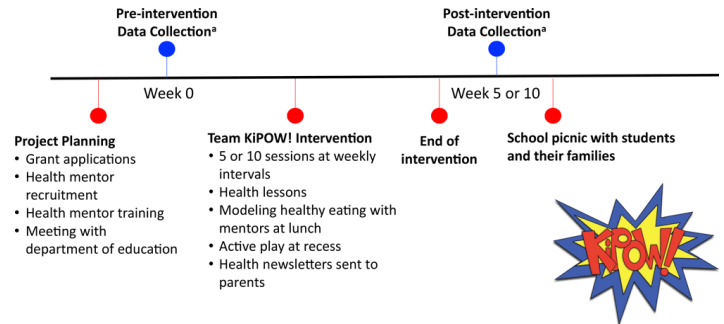 Pre-intervention
Data Collectionᵃ
Post-intervention
Data Collectionᵃ
Week 0
Week 5 or 10
Project Planning
• Grant applications
• Health mentor
recruitment
• Health mentor training
• Meeting with
department of education
Team KiPOW! Intervention
• 5 or 10 sessions at weekly
intervals
• Health lessons
• Modeling healthy eating with
mentors at lunch
• Active play at recess
• Health newsletters sent to
parents
End of
intervention
School picnic with students
and their families
KiPOW!!